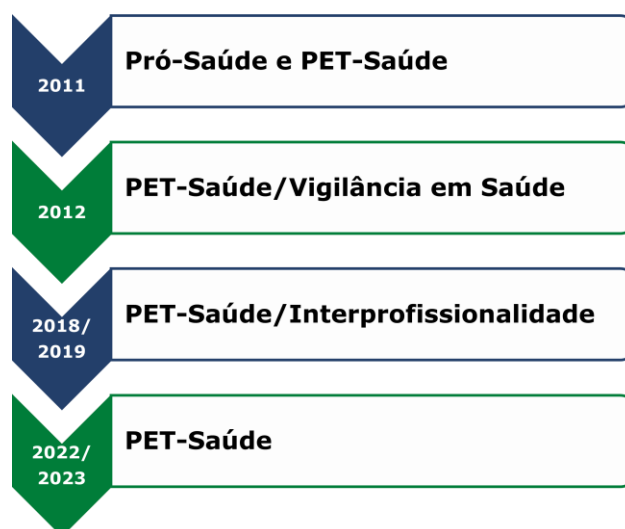 2011
Pró-Saúde e PET-Saúde
2012
PET-Saúde/Vigilância em Saúde
2018/
2019
PET-Saúde/Interprofissionalidade
2022/
2023
PET-Saúde